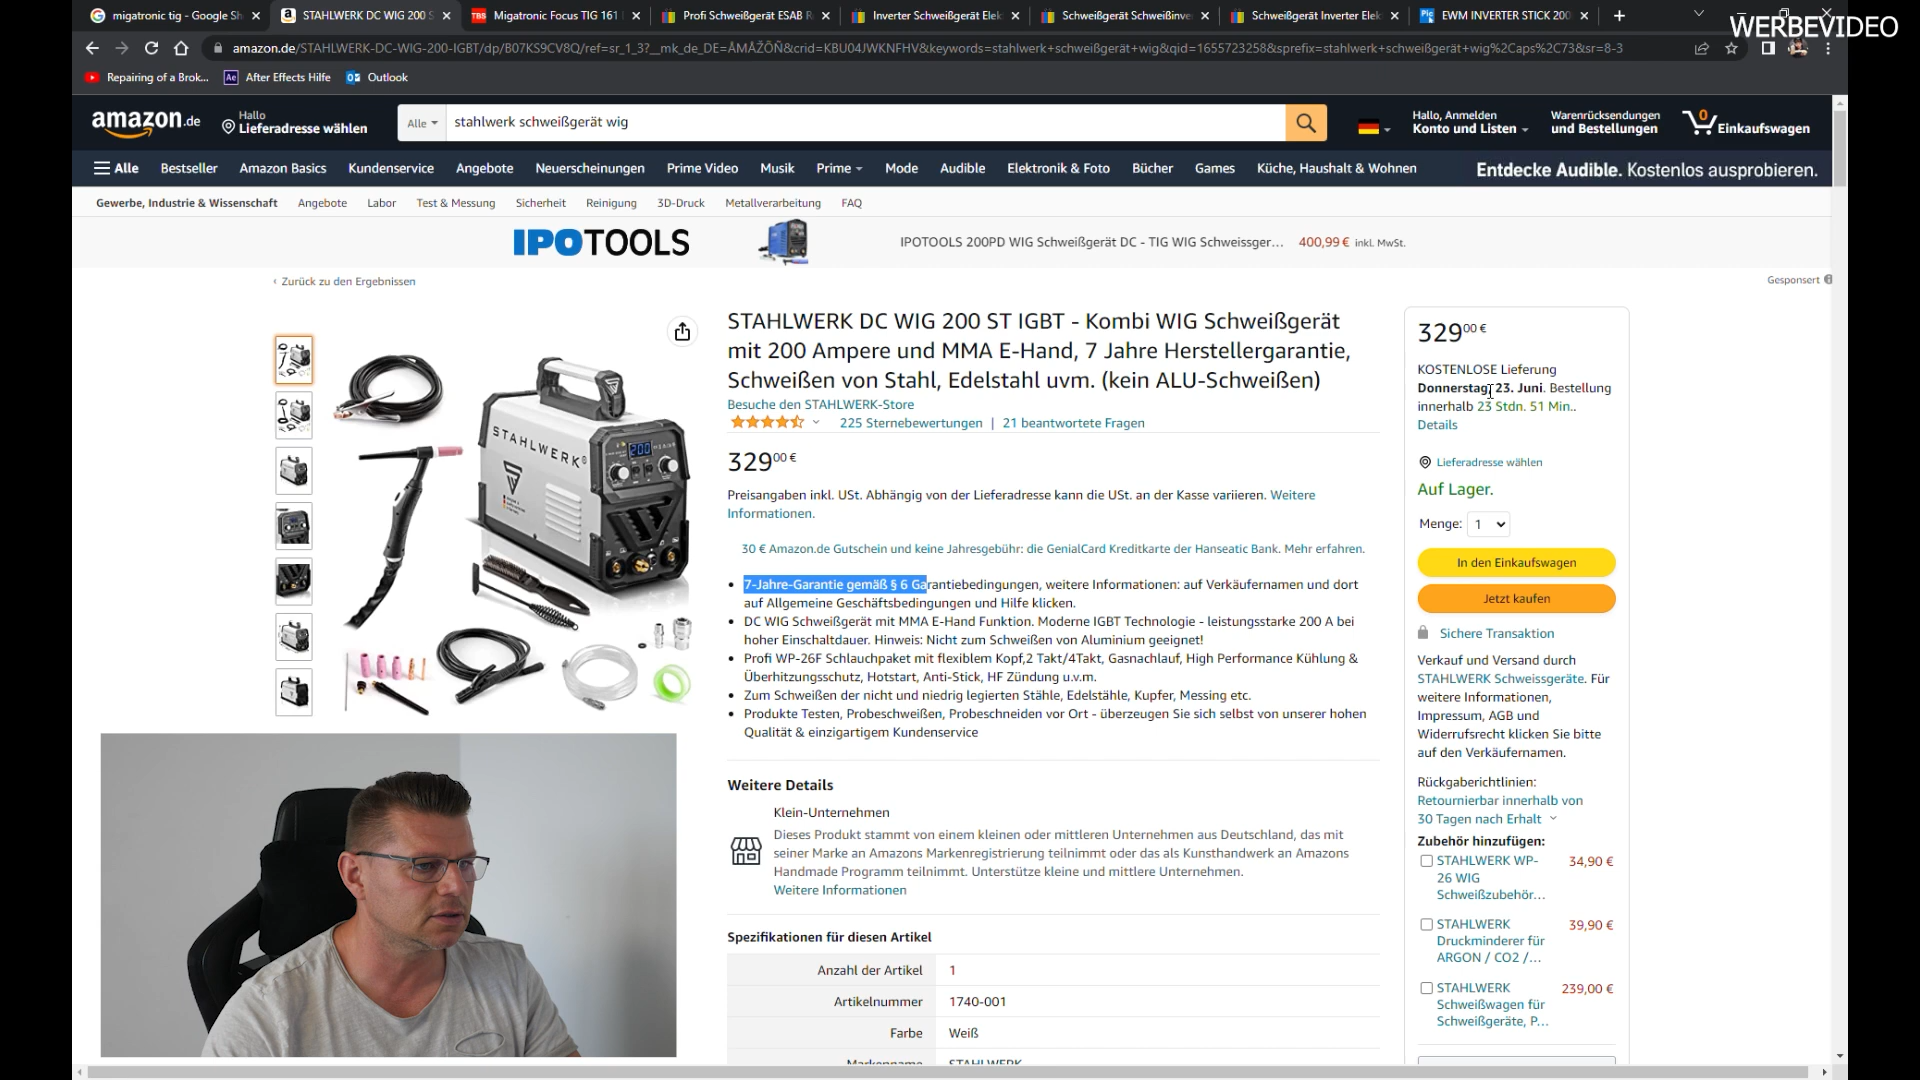 migatronic tig - Google Sh
STAHLWERK DC WIG 200 S
Migatronic Focus TIG 161
Profi Schweißgerät ESAB R
Inverter Schweißgerät Elek
Schweißgerät Schweißinve
Schweißgerät Inverter Elek
EWM INVERTER STICK 200
WERBEVIDEO
amazon.de/STAHLWERK-DC-WIG-200-IGBT/dp/B07KS9CV8Q/ref=sr_1_3?__mk_de_DE=ÅMÅŽÕÑ&crid=KBU04JWKNFHV&keywords=stahlwerk+schweißgerät+wig&qid=1655723258&sprefix=stahlwerk+schweißgerät+wig%2Caps%2C73&sr=8-3
Repairing of a Brok...
Ae After Effects Hilfe
Outlook
amazon.de
Hallo
Lieferadresse wählen
Alle
stahlwerk schweißgerät wig
Hallo, Anmelden
Konto und Listen
Warenrücksendungen
und Bestellungen
0
Einkaufswagen
Alle Bestseller Amazon Basics Kundenservice Angebote Neuerscheinungen Prime Video Musik Prime Mode Audible Elektronik & Foto Bücher Games Küche, Haushalt & Wohnen
Entdecke Audible. Kostenlos ausprobieren.
Gewerbe, Industrie & Wissenschaft Angebote Labor Test & Messung Sicherheit Reinigung 3D-Druck Metallverarbeitung FAQ
IPOTOOLS
IPOTOOLS 200PD WIG Schweißgerät DC - TIG WIG Schweissger... 400,99 € inkl. MwSt.
‹ Zurück zu den Ergebnissen
Gesponsert
STAHLWERK
200
STAHLWERK DC WIG 200 ST IGBT - Kombi WIG Schweißgerät
mit 200 Ampere und MMA E-Hand, 7 Jahre Herstellergarantie,
Schweißen von Stahl, Edelstahl uvm. (kein ALU-Schweißen)
Besuche den STAHLWERK-Store
225 Sternebewertungen | 21 beantwortete Fragen
329⁰⁰ €
Preisangaben inkl. USt. Abhängig von der Lieferadresse kann die USt. an der Kasse variieren. Weitere
Informationen.
30 € Amazon.de Gutschein und keine Jahresgebühr: die GenialCard Kreditkarte der Hanseatic Bank. Mehr erfahren.
• 7-Jahre-Garantie gemäß § 6 Garantiebedingungen, weitere Informationen: auf Verkäufernamen und dort
auf Allgemeine Geschäftsbedingungen und Hilfe klicken.
• DC WIG Schweißgerät mit MMA E-Hand Funktion. Moderne IGBT Technologie - leistungsstarke 200 A bei
hoher Einschaltdauer. Hinweis: Nicht zum Schweißen von Aluminium geeignet!
• Profi WP-26F Schlauchpaket mit flexiblem Kopf,2 Takt/4Takt, Gasnachlauf, High Performance Kühlung &
Überhitzungsschutz, Hotstart, Anti-Stick, HF Zündung u.v.m.
• Zum Schweißen der nicht und niedrig legierten Stähle, Edelstähle, Kupfer, Messing etc.
• Produkte Testen, Probeschweißen, Probeschneiden vor Ort - überzeugen Sie sich selbst von unserer hohen
Qualität & einzigartigem Kundenservice
Weitere Details
Klein-Unternehmen
Dieses Produkt stammt von einem kleinen oder mittleren Unternehmen aus Deutschland, das mit
seiner Marke an Amazons Markenregistrierung teilnimmt oder das als Kunsthandwerk an Amazons
Handmade Programm teilnimmt. Unterstütze kleine und mittlere Unternehmen.
Weitere Informationen
Spezifikationen für diesen Artikel
Anzahl der Artikel 1
Artikelnummer 1740-001
Farbe Weiß
Markenname STAHLWERK
329⁰⁰ €
KOSTENLOSE Lieferung
Donnerstag, 23. Juni. Bestellung
innerhalb 23 Stdn. 51 Min..
Details
Lieferadresse wählen
Auf Lager.
Menge: 1
In den Einkaufswagen
Jetzt kaufen
Sichere Transaktion
Verkauf und Versand durch
STAHLWERK Schweissgeräte. Für
weitere Informationen,
Impressum, AGB und
Widerrufsrecht klicken Sie bitte
auf den Verkäufernamen.
Rückgaberichtlinien:
Retournierbar innerhalb von
30 Tagen nach Erhalt
Zubehör hinzufügen:
STAHLWERK WP- 34,90 €
26 WIG
Schweißzubehör...
STAHLWERK 39,90 €
Druckminderer für
ARGON / CO2 /...
STAHLWERK 239,00 €
Schweißwagen für
Schweißgeräte, P...